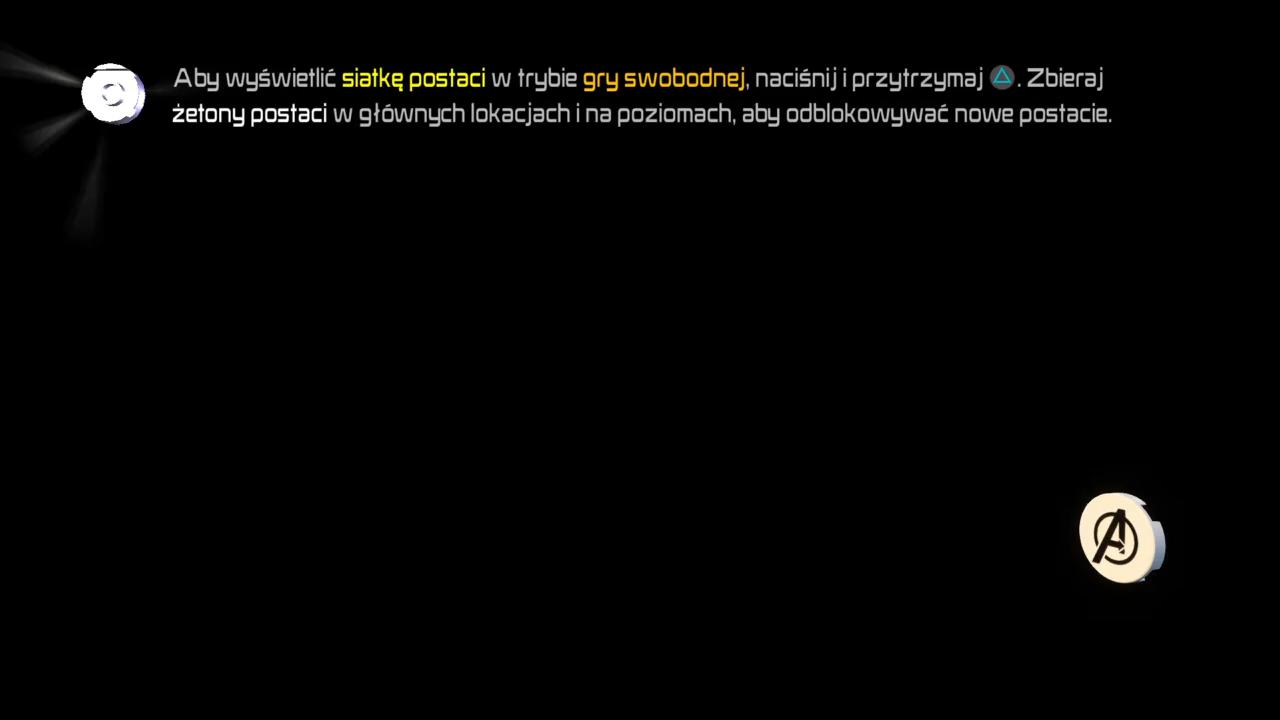 Aby wyświetlić siatkę postaci w trybie gry swobodnej, naciśnij i przytrzymaj △. Zbieraj
żetony postaci w głównych lokacjach i na poziomach, aby odblokowywać nowe postacie.